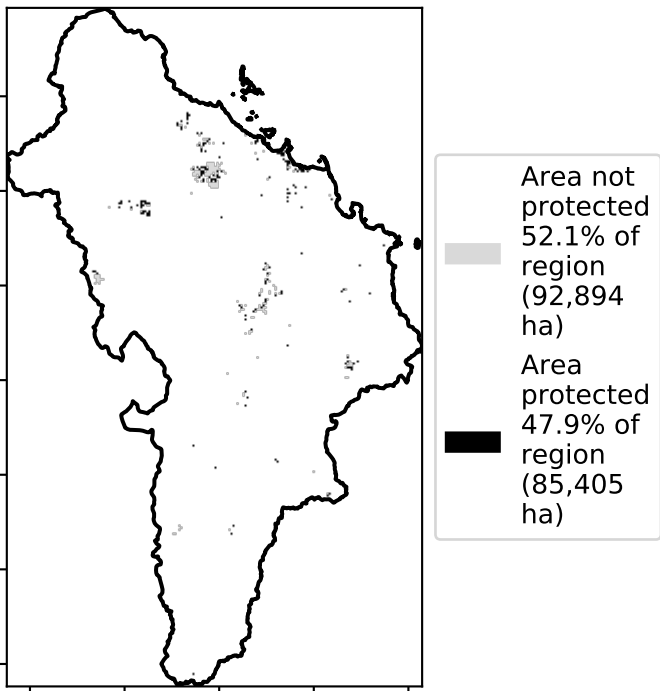 Area not
protected
52.1% of
region
(92,894
ha)
Area
protected
47.9% of
region
(85,405
ha)